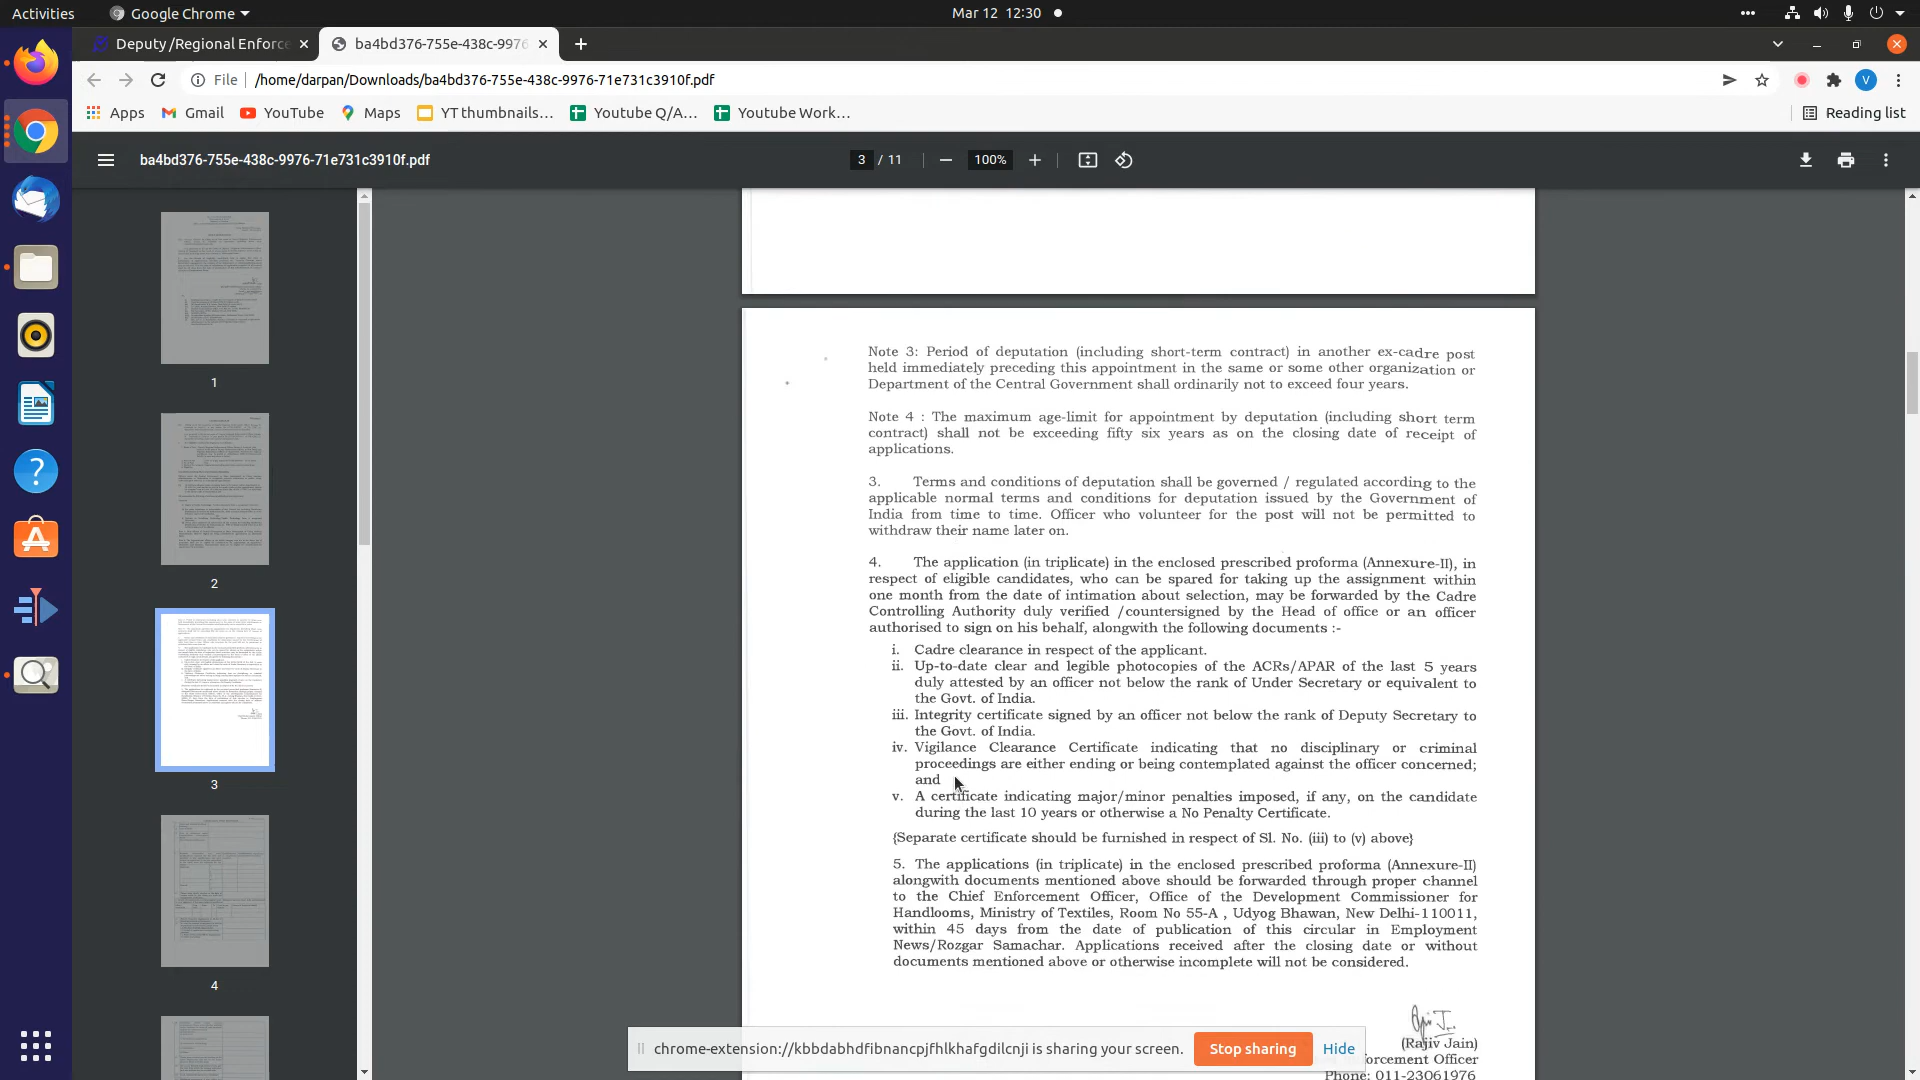 Activities
Google Chrome
Mar 12 12:30
Deputy/Regional Enforce
ba4bd376-755e-438c-9976
File
/home/darpan/Downloads/ba4bd376-755e-438c-9976-71e731c3910f.pdf
V
Apps
Gmail
YouTube
Maps
YT thumbnails...
Youtube Q/A...
Youtube Work...
Reading list
ba4bd376-755e-438c-9976-71e731c3910f.pdf
3 / 11
100%
1
2
3
4
Note 3: Period of deputation (including short-term contract) in another ex-cadre post
held immediately preceding this appointment in the same or some other organization or
Department of the Central Government shall ordinarily not to exceed four years.
Note 4 : The maximum age-limit for appointment by deputation (including short term
contract) shall not be exceeding fifty six years as on the closing date of receipt of
applications.
3. Terms and conditions of deputation shall be governed / regulated according to the
applicable normal terms and conditions for deputation issued by the Government of
India from time to time. Officer who volunteer for the post will not be permitted to
withdraw their name later on.
4. The application (in triplicate) in the enclosed prescribed proforma (Annexure-II), in
respect of eligible candidates, who can be spared for taking up the assignment within
one month from the date of intimation about selection, may be forwarded by the Cadre
Controlling Authority duly verified /countersigned by the Head of office or an officer
authorised to sign on his behalf, alongwith the following documents :-
i. Cadre clearance in respect of the applicant.
ii. Up-to-date clear and legible photocopies of the ACRs/APAR of the last 5 years
duly attested by an officer not below the rank of Under Secretary or equivalent to
the Govt. of India.
iii. Integrity certificate signed by an officer not below the rank of Deputy Secretary to
the Govt. of India.
iv. Vigilance Clearance Certificate indicating that no disciplinary or criminal
proceedings are either ending or being contemplated against the officer concerned;
and
v. A certificate indicating major/minor penalties imposed, if any, on the candidate
during the last 10 years or otherwise a No Penalty Certificate.
{Separate certificate should be furnished in respect of Sl. No. (iii) to (v) above}
5. The applications (in triplicate) in the enclosed prescribed proforma (Annexure-II)
alongwith documents mentioned above should be forwarded through proper channel
to the Chief Enforcement Officer, Office of the Development Commissioner for
Handlooms, Ministry of Textiles, Room No 55-A , Udyog Bhawan, New Delhi-110011,
within 45 days from the date of publication of this circular in Employment
News/Rozgar Samachar. Applications received after the closing date or without
documents mentioned above or otherwise incomplete will not be considered.
(Rajiv Jain)
orcement Officer
Phone: 011-23061976
chrome-extension://kbbdabhdfibnancpjfhlkhafgdilcnji is sharing your screen.
Stop sharing
Hide